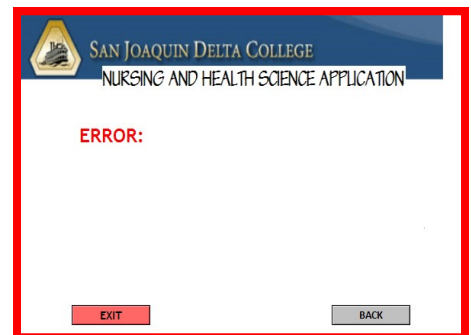 SAN JOAQUIN DELTA COLLEGE
NURSING AND HEALTH SCIENCE APPLICATION
ERROR:
EXIT BACK